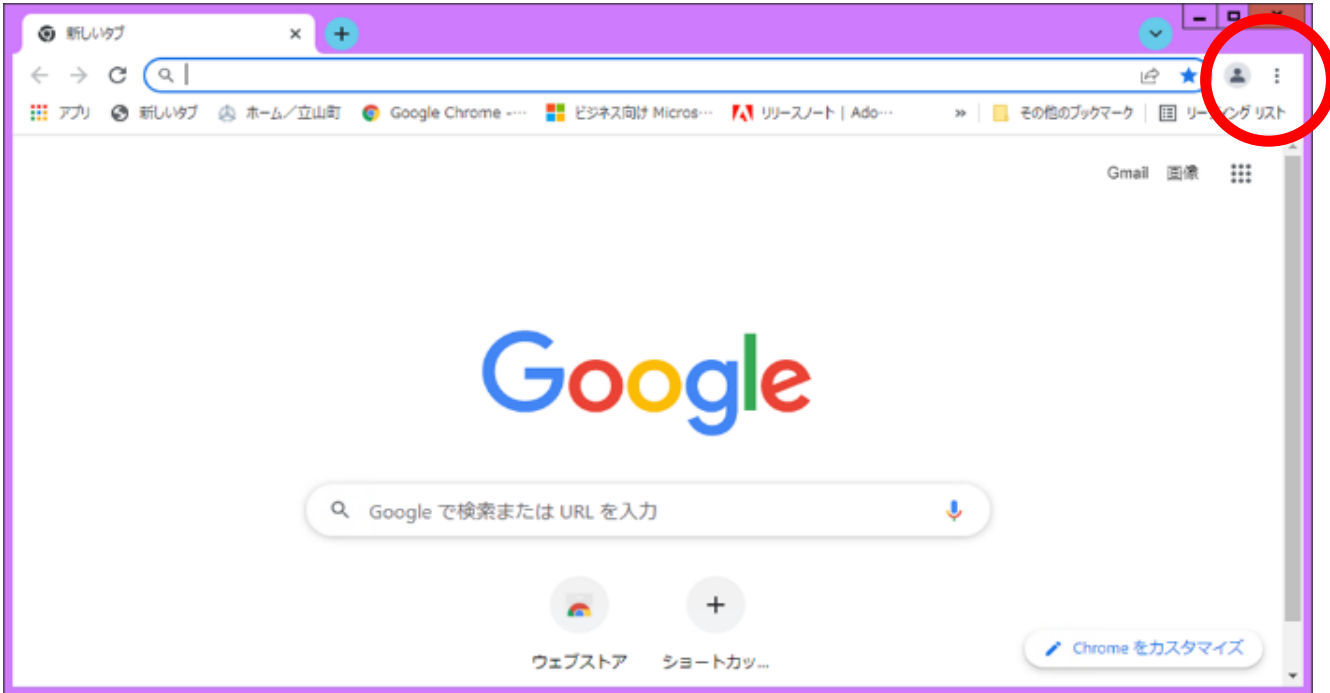 新しいタブ
アプリ 新しいタブ ホーム／立山町 Google Chrome -… ビジネス向け Micros… リリースノート | Ado… » その他のブックマーク リーディング リスト
Gmail 画像
Google
Google で検索または URL を入力
ウェブストア ショートカッ...
Chrome をカスタマイズ